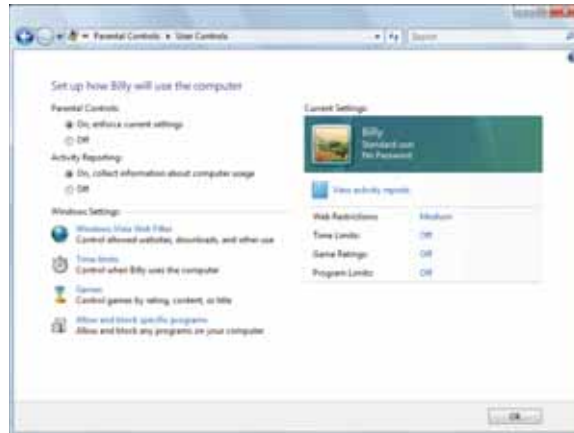 Parental Controls ▸ User Controls
Search
Set up how Billy will use the computer
Parental Controls:
On, enforce current settings
Off
Activity Reporting:
On, collect information about computer usage
Off
Windows Settings
Windows Vista Web Filter
Control allowed websites, downloads, and other use
Time limits
Control when Billy uses the computer
Games
Control games by rating, content, or title
Allow and block specific programs
Allow and block any programs on your computer
Current Settings:
Billy
Standard user
No Password
View activity reports
Web Restrictions: Medium
Time Limits: Off
Game Ratings: Off
Program Limits: Off
OK